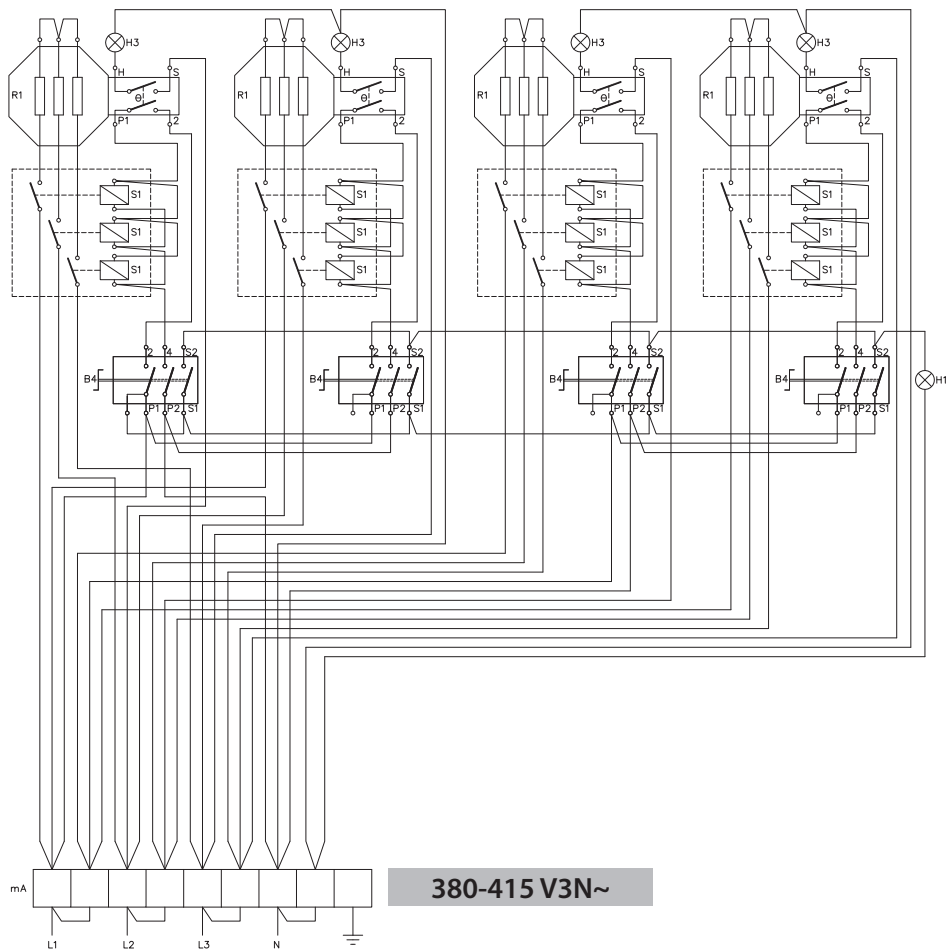 H3 H3 H3 H3
H S H S H S H S
R1 θ R1 θ R1 θ R1 θ
P1 2 P1 2 P1 2 P1 2
S1 S1 S1 S1
S1 S1 S1 S1
S1 S1 S1 S1
2 4 S2 2 4 S2 2 4 S2 2 4 S2
B4 B4 B4 B4 H1
P1 P2 S1 P1 P2 S1 P1 P2 S1 P1 P2 S1
mA 380-415 V3N~
L1 L2 L3 N